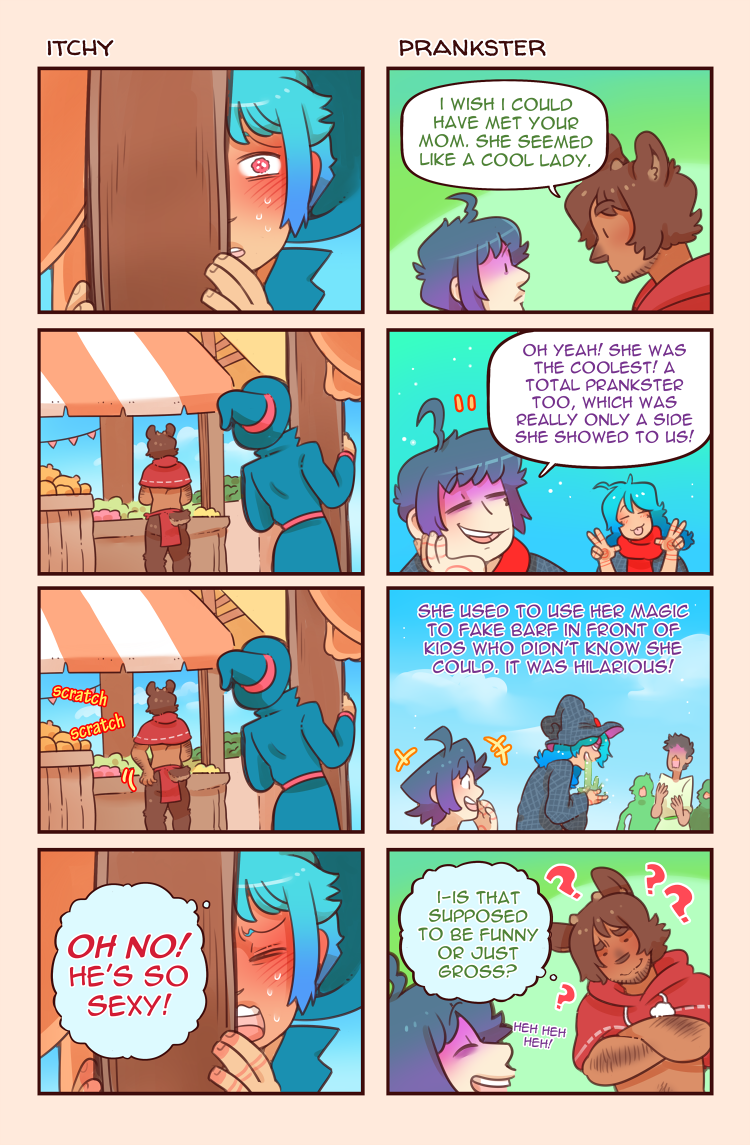 ITCHY
scratch
scratch
OH NO!
HE'S SO
SEXY!
PRANKSTER
I WISH I COULD
HAVE MET YOUR
MOM. SHE SEEMED
LIKE A COOL LADY.
OH YEAH! SHE WAS
THE COOLEST! A
TOTAL PRANKSTER
TOO, WHICH WAS
REALLY ONLY A SIDE
SHE SHOWED TO US!
SHE USED TO USE HER MAGIC
TO FAKE BARF IN FRONT OF
KIDS WHO DIDN'T KNOW SHE
COULD. IT WAS HILARIOUS!
I-IS THAT
SUPPOSED
TO BE FUNNY
OR JUST
GROSS?
? ? ?
?
HEH HEH
HEH!